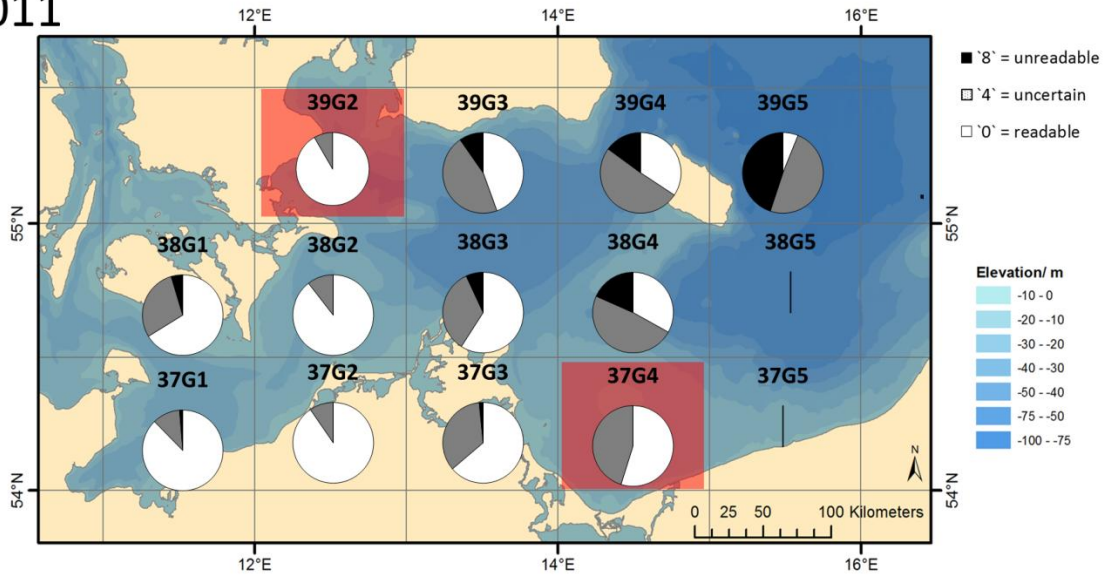 011
12°E 14°E 16°E
39G2 39G3 39G4 39G5
`8` = unreadable
`4` = uncertain
`0` = readable
55°N 55°N
38G1 38G2 38G3 38G4 38G5
37G1 37G2 37G3 37G4 37G5
Elevation/ m
-10 - 0
-20 - -10
-30 - -20
-40 - -30
-50 - -40
-75 - -50
-100 - -75
N
54°N 54°N
0 25 50 100 Kilometers
12°E 14°E 16°E